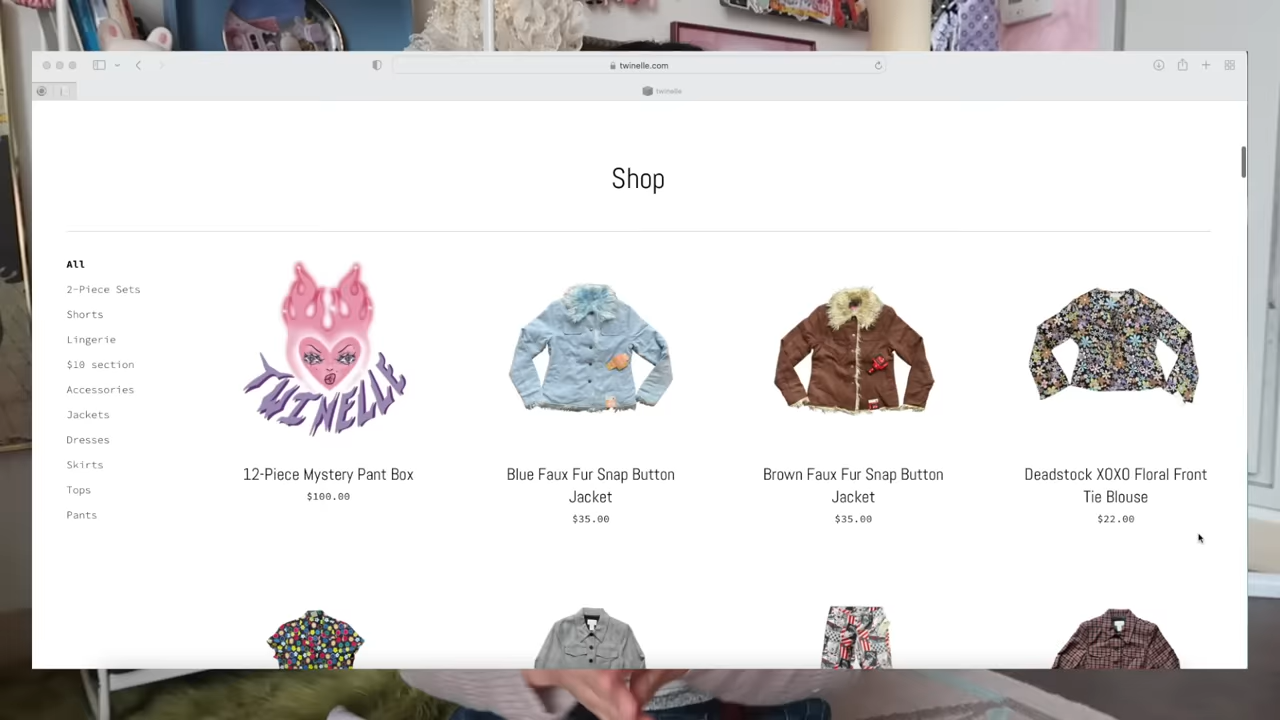 twinelle.com
twinelle
Shop
All
2-Piece Sets
Shorts
Lingerie
$10 section
Accessories
Jackets
Dresses
Skirts
Tops
Pants
TWINELLE
12-Piece Mystery Pant Box
$100.00
Blue Faux Fur Snap Button
Jacket
$35.00
Brown Faux Fur Snap Button
Jacket
$35.00
Deadstock XOXO Floral Front
Tie Blouse
$22.00